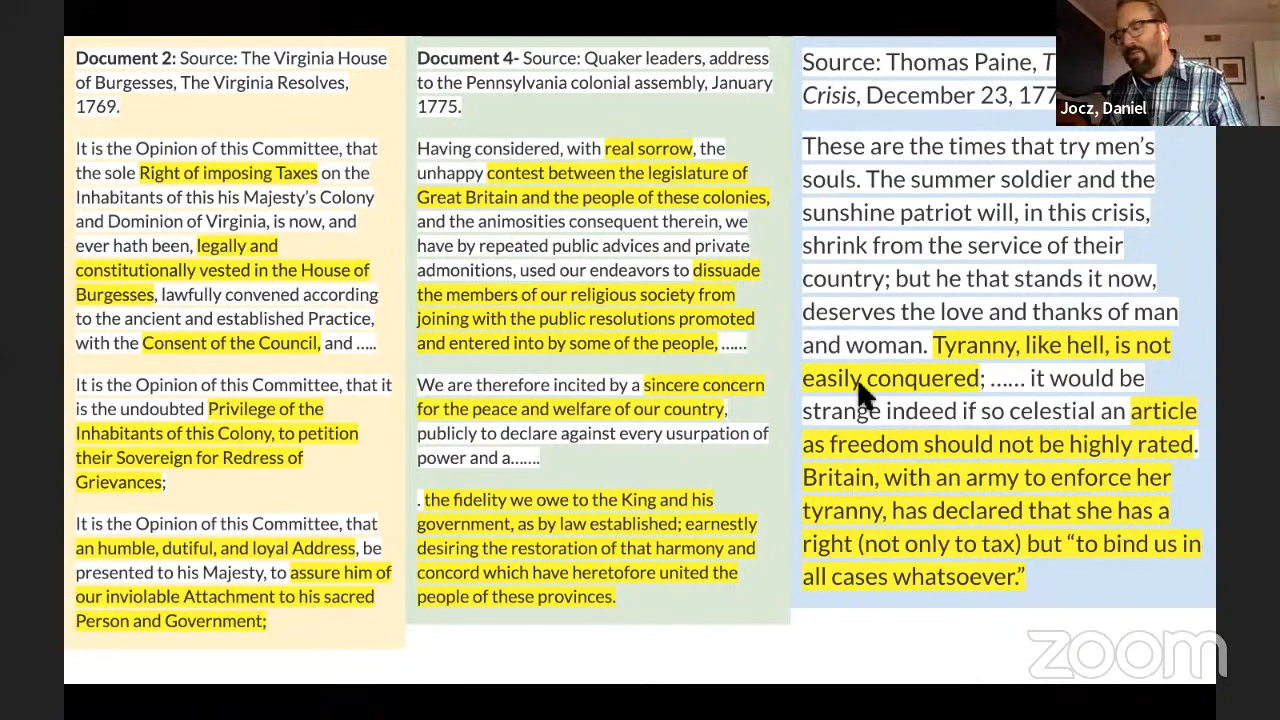 Document 2: Source: The Virginia House
of Burgesses, The Virginia Resolves,
1769.
It is the Opinion of this Committee, that
the sole Right of imposing Taxes on the
Inhabitants of this his Majesty's Colony
and Dominion of Virginia, is now, and
ever hath been, legally and
constitutionally vested in the House of
Burgesses, lawfully convened according
to the ancient and established Practice,
with the Consent of the Council, and .....
It is the Opinion of this Committee, that it
is the undoubted Privilege of the
Inhabitants of this Colony, to petition
their Sovereign for Redress of
Grievances;
It is the Opinion of this Committee, that
an humble, dutiful, and loyal Address, be
presented to his Majesty, to assure him of
our inviolable Attachment to his sacred
Person and Government;
Document 4- Source: Quaker leaders, address
to the Pennsylvania colonial assembly, January
1775.
Having considered, with real sorrow, the
unhappy contest between the legislature of
Great Britain and the people of these colonies,
and the animosities consequent therein, we
have by repeated public advices and private
admonitions, used our endeavors to dissuade
the members of our religious society from
joining with the public resolutions promoted
and entered into by some of the people, ......
We are therefore incited by a sincere concern
for the peace and welfare of our country,
publicly to declare against every usurpation of
power and a.......
. the fidelity we owe to the King and his
government, as by law established; earnestly
desiring the restoration of that harmony and
concord which have heretofore united the
people of these provinces.
Source: Thomas Paine, T
Crisis, December 23, 177
These are the times that try men's
souls. The summer soldier and the
sunshine patriot will, in this crisis,
shrink from the service of their
country; but he that stands it now,
deserves the love and thanks of man
and woman. Tyranny, like hell, is not
easily conquered; ...... it would be
strange indeed if so celestial an article
as freedom should not be highly rated.
Britain, with an army to enforce her
tyranny, has declared that she has a
right (not only to tax) but “to bind us in
all cases whatsoever.”
Jocz, Daniel
zoom